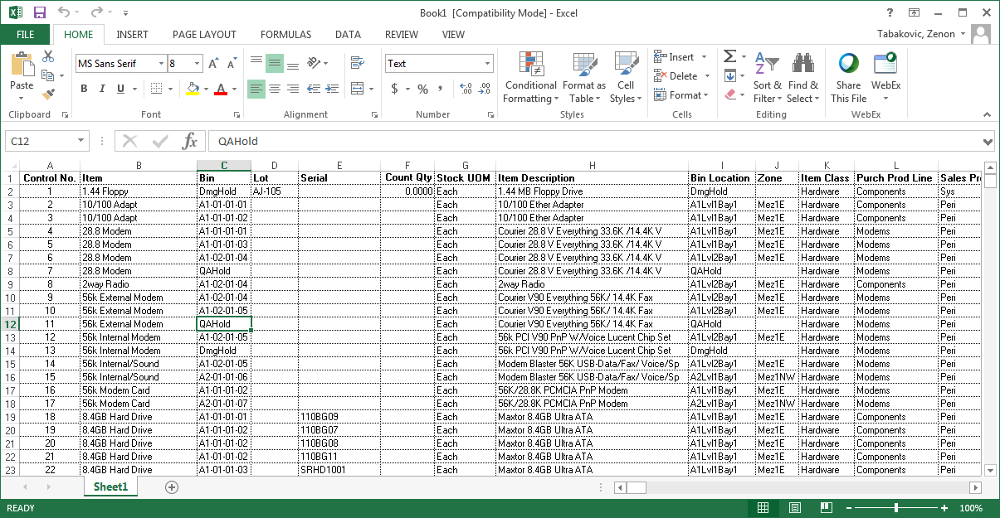 Book1 [Compatibility Mode] - Excel
?
FILE HOME INSERT PAGE LAYOUT FORMULAS DATA REVIEW VIEW Tabakovic, Zenon
Paste
Clipboard
MS Sans Serif 8 A A
B I U A
Font
Alignment
Text
$ % ,
Number
Conditional Formatting
Format as Table
Cell Styles
Styles
Insert
Delete
Format
Cells
Sort & Filter
Find & Select
Editing
Share This File
WebEx
WebEx
C12 fx QAHold
A B C D E F G H I J K L M
1 Control No. Item Bin Lot Serial Count Qty Stock UOM Item Description Bin Location Zone Item Class Purch Prod Line Sales Pr
2 1 1.44 Floppy DmgHold AJ-105 0.0000 Each 1.44 MB Floppy Drive DmgHold Hardware Components Sys
3 2 10/100 Adapt A1-01-01-01 Each 10/100 Ether Adapter A1Lvl1Bay1 Mez1E Hardware Components Peri
4 3 10/100 Adapt A1-01-01-02 Each 10/100 Ether Adapter A1Lvl1Bay1 Mez1E Hardware Components Peri
5 4 28.8 Modem A1-01-01-01 Each Courier 28.8 V Everything 33.6K /14.4K V A1Lvl1Bay1 Mez1E Hardware Modems Peri
6 5 28.8 Modem A1-01-01-03 Each Courier 28.8 V Everything 33.6K /14.4K V A1Lvl1Bay1 Mez1E Hardware Modems Peri
7 6 28.8 Modem A1-02-01-04 Each Courier 28.8 V Everything 33.6K /14.4K V A1Lvl2Bay1 Mez1E Hardware Modems Peri
8 7 28.8 Modem QAHold Each Courier 28.8 V Everything 33.6K /14.4K V QAHold Hardware Modems Peri
9 8 2way Radio A1-02-01-04 Each 2way Radio A1Lvl2Bay1 Mez1E Hardware Components Peri
10 9 56k External Modem A1-02-01-04 Each Courier V90 Everything 56K/ 14.4K Fax A1Lvl2Bay1 Mez1E Hardware Modems Peri
11 10 56k External Modem A1-02-01-05 Each Courier V90 Everything 56K/ 14.4K Fax A1Lvl2Bay1 Mez1E Hardware Modems Peri
12 11 56k External Modem QAHold Each Courier V90 Everything 56K/ 14.4K Fax QAHold Hardware Modems Peri
13 12 56k Internal Modem A1-02-01-05 Each 56k PCI V90 PnP W/Voice Lucent Chip Set A1Lvl2Bay1 Mez1E Hardware Modems Peri
14 13 56k Internal Modem DmgHold Each 56k PCI V90 PnP W/Voice Lucent Chip Set DmgHold Hardware Modems Peri
15 14 56k Internal/Sound A1-02-01-05 Each Modem Blaster 56K USB-Data/Fax/ Voice/Sp A1Lvl2Bay1 Mez1E Hardware Modems Peri
16 15 56k Internal/Sound A2-01-01-06 Each Modem Blaster 56K USB-Data/Fax/ Voice/Sp A2Lvl1Bay1 Mez1NW Hardware Modems Peri
17 16 56k Modem Card A1-01-01-02 Each 56K/28.8K PCMCIA PnP Modem A1Lvl1Bay1 Mez1E Hardware Modems Peri
18 17 56k Modem Card A2-01-01-07 Each 56K/28.8K PCMCIA PnP Modem A2Lvl1Bay1 Mez1NW Hardware Modems Peri
19 18 8.4GB Hard Drive A1-01-01-01 110BG09 Each Maxtor 8.4GB Ultra ATA A1Lvl1Bay1 Mez1E Hardware Components Peri
20 19 8.4GB Hard Drive A1-01-01-02 110BG07 Each Maxtor 8.4GB Ultra ATA A1Lvl1Bay1 Mez1E Hardware Components Peri
21 20 8.4GB Hard Drive A1-01-01-02 110BG08 Each Maxtor 8.4GB Ultra ATA A1Lvl1Bay1 Mez1E Hardware Components Peri
22 21 8.4GB Hard Drive A1-01-01-02 110BG11 Each Maxtor 8.4GB Ultra ATA A1Lvl1Bay1 Mez1E Hardware Components Peri
23 22 8.4GB Hard Drive A1-01-01-03 SRHD1001 Each Maxtor 8.4GB Ultra ATA A1Lvl1Bay1 Mez1E Hardware Components Peri
Sheet1
READY 100%